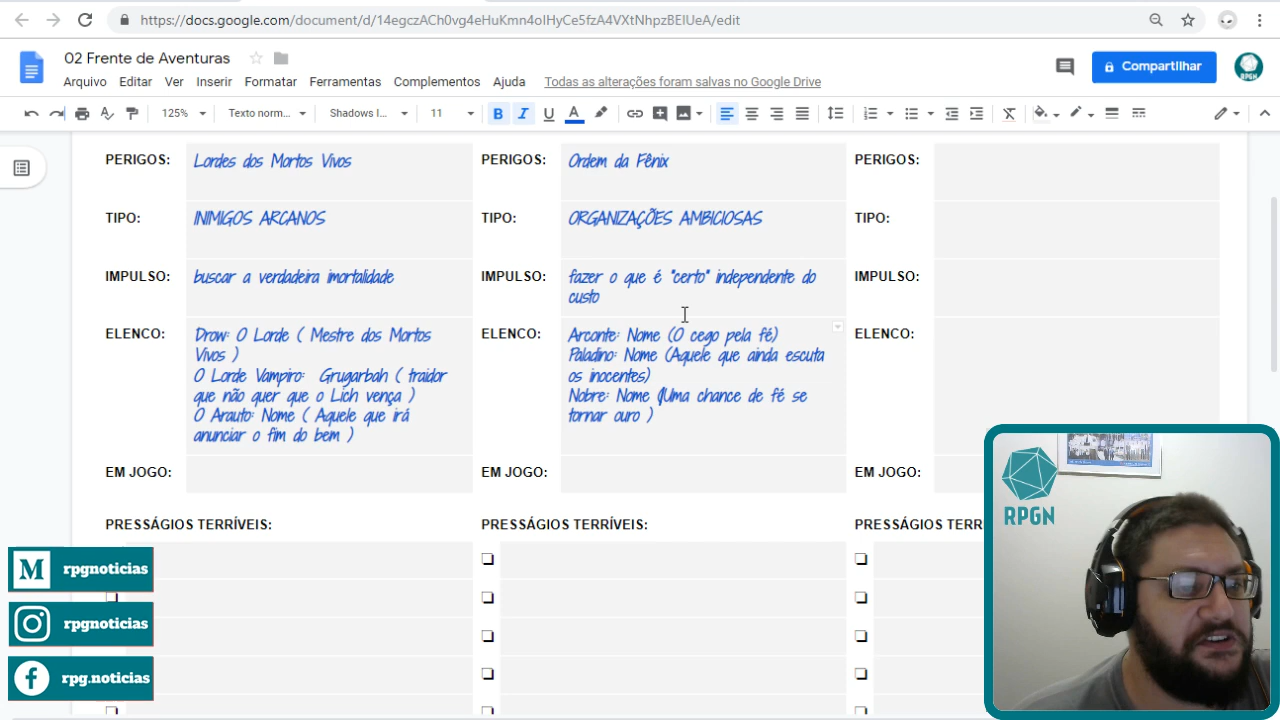 https://docs.google.com/document/d/14egczACh0vg4eHuKmn4oIHyCe5fzA4VXtNhpzBEIUeA/edit
02 Frente de Aventuras
Arquivo Editar Ver Inserir Formatar Ferramentas Complementos Ajuda Todas as alterações foram salvas no Google Drive
Compartilhar
125% Texto norm... Shadows I... 11 B I U A
PERIGOS: Lordes dos Mortos Vivos PERIGOS: Ordem da Fênix PERIGOS:
TIPO: INIMIGOS ARCANOS TIPO: ORGANIZAÇÕES AMBICIOSAS TIPO:
IMPULSO: buscar a verdadeira imortalidade IMPULSO: fazer o que é "certo" independente do IMPULSO:
custo
ELENCO: Drow: O Lorde ( Mestre dos Mortos ELENCO: Arconte: Nome (O cego pela fé) ELENCO:
Vivos ) Paladino: Nome (Aquele que ainda escuta
O Lorde Vampiro: Grugarbah ( traidor os inocentes)
que não quer que o Lich vença ) Nobre: Nome (Uma chance de fé se
O Arauto: Nome ( Aquele que irá tornar ouro )
anunciar o fim do bem )
EM JOGO: EM JOGO: EM JOGO:
PRESSÁGIOS TERRÍVEIS: PRESSÁGIOS TERRÍVEIS: PRESSÁGIOS TERR
RPGN
M rpgnoticias
rpgnoticias
rpg.noticias